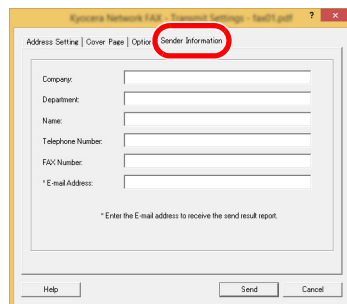 Kyocera Network FAX - Transmit Settings - fax01.pdf ? ×
Address Setting Cover Page Option Sender Information
Company:
Department:
Name:
Telephone Number:
FAX Number:
* E-mail Address:
* Enter the E-mail address to receive the send result report.
Help Send Cancel